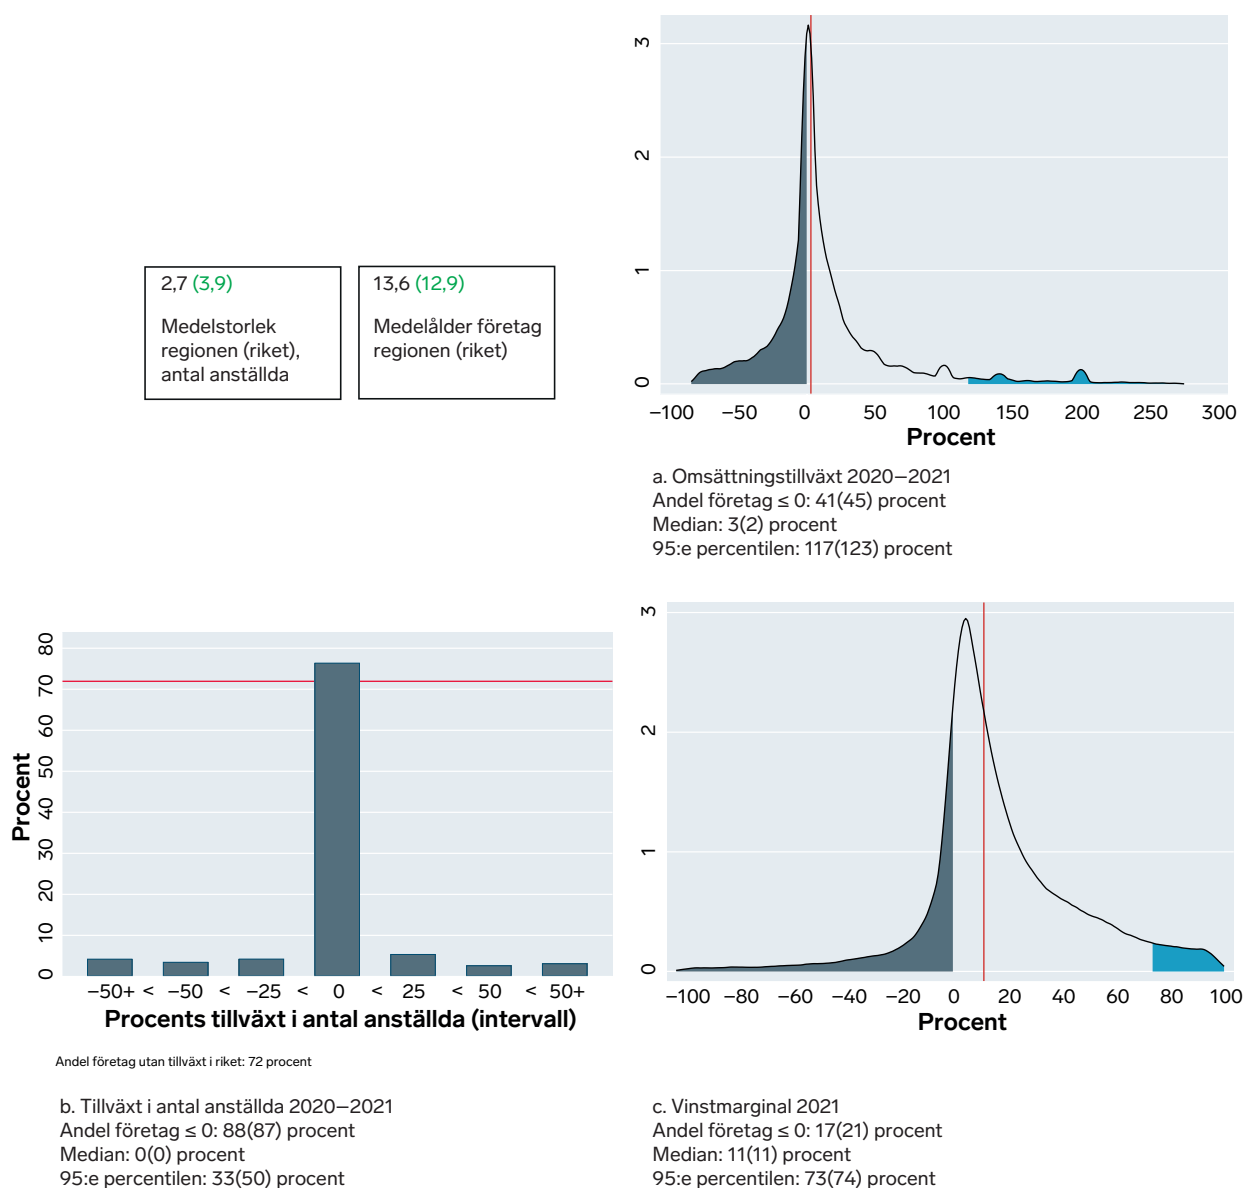 2,7 (3,9)
Medelstorlek
regionen (riket),
antal anställda
13,6 (12,9)
Medelålder företag
regionen (riket)
3
2
1
0
−100 −50 0 50 100 150 200 250 300
Procent
a. Omsättningstillväxt 2020–2021
Andel företag ≤ 0: 41(45) procent
Median: 3(2) procent
95:e percentilen: 117(123) procent
Procent
80
70
60
50
40
30
20
10
0
−50+ < −50 < −25 < 0 < 25 < 50 < 50+
Procents tillväxt i antal anställda (intervall)
Andel företag utan tillväxt i riket: 72 procent
b. Tillväxt i antal anställda 2020–2021
Andel företag ≤ 0: 88(87) procent
Median: 0(0) procent
95:e percentilen: 33(50) procent
3
2
1
0
−100 −80 −60 −40 −20 0 20 40 60 80 100
Procent
c. Vinstmarginal 2021
Andel företag ≤ 0: 17(21) procent
Median: 11(11) procent
95:e percentilen: 73(74) procent